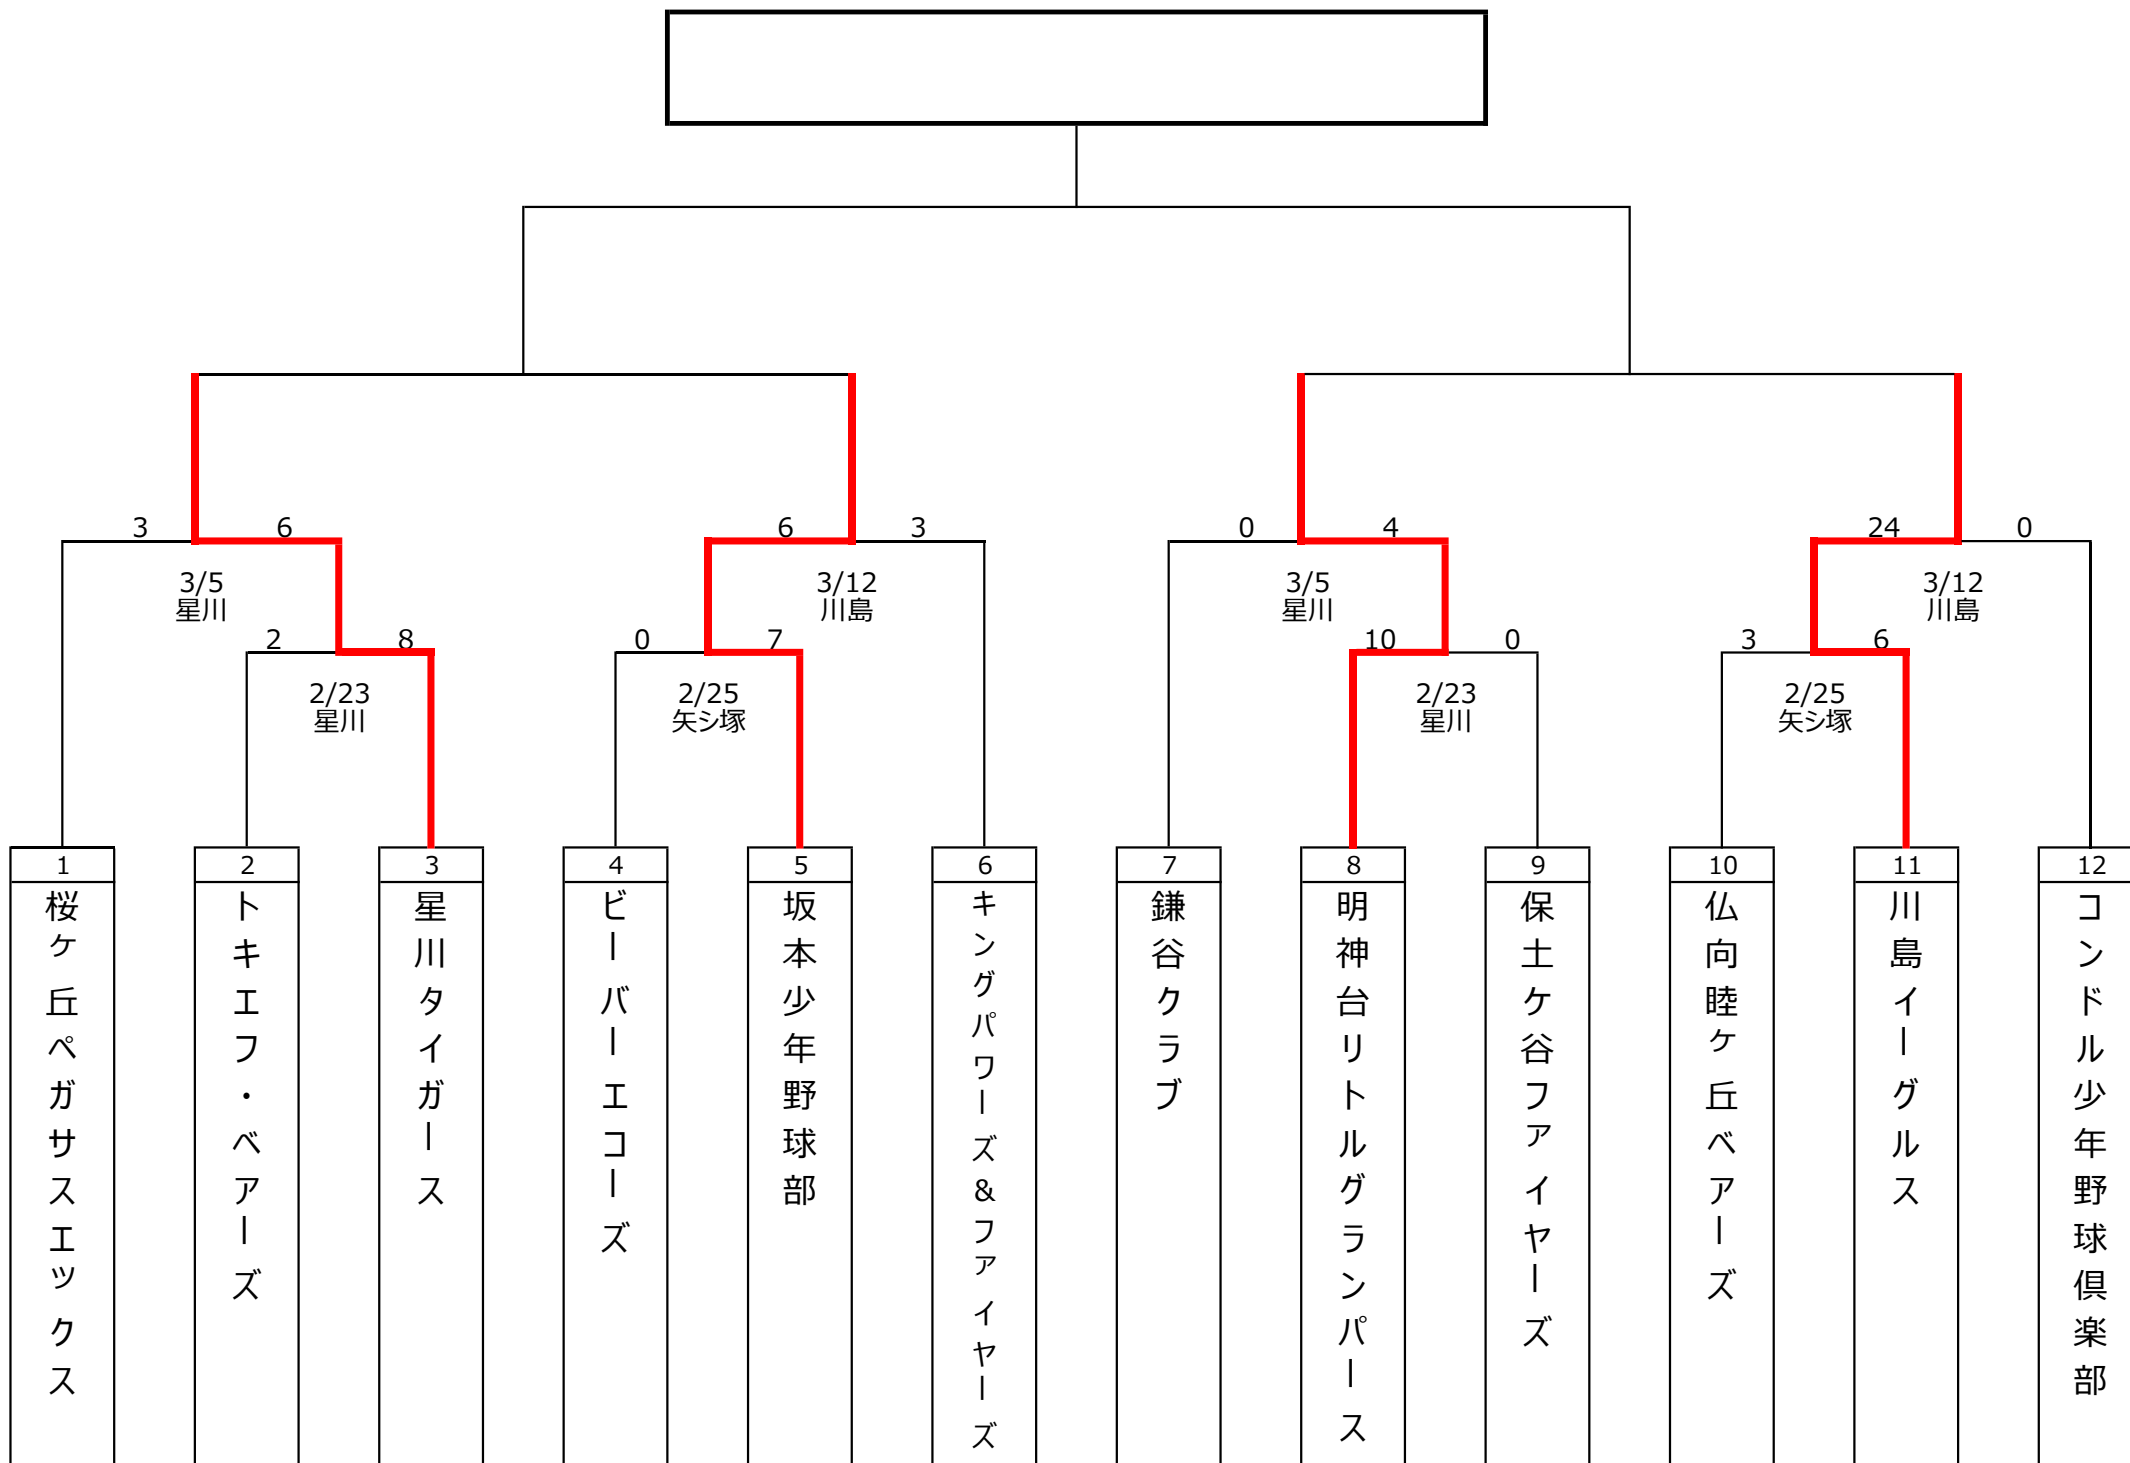 3 6 6 3 0 4 24 0
3/5 3/12 3/5 3/12
星川 川島 星川 川島
2 8 0 7 10 0 3 6
2/23 2/25 2/23 2/25
星川 矢シ塚 星川 矢シ塚
1
桜ケ丘ペガサスエックス
2
トキエフ・ベアーズ
3
星川タイガース
4
ビーバーエコーズ
5
坂本少年野球部
6
キングパワーズ&ファイヤーズ
7
鎌谷クラブ
8
明神台リトルグランパース
9
保土ケ谷ファイヤーズ
10
仏向睦ケ丘ベアーズ
11
川島イーグルス
12
コンドル少年野球倶楽部